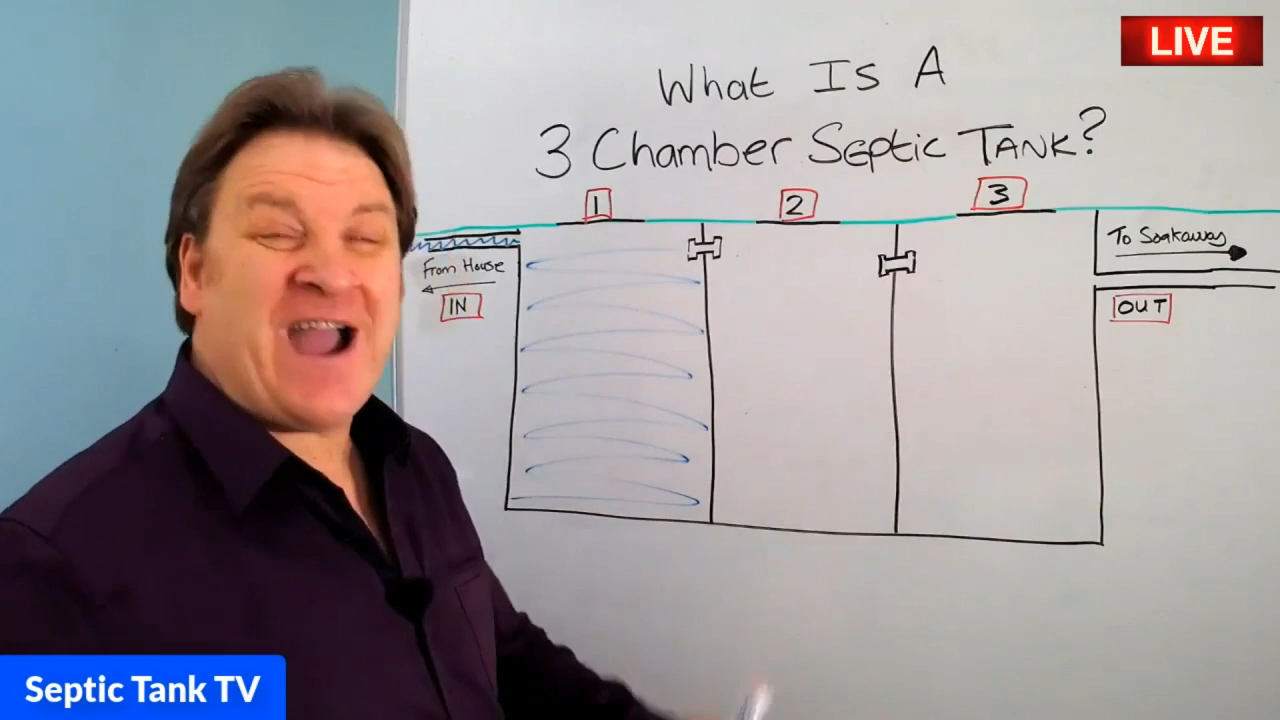 LIVE
What Is A
3 Chamber Septic Tank?
1
2
3
From House
IN
To Soakaway
OUT
Septic Tank TV